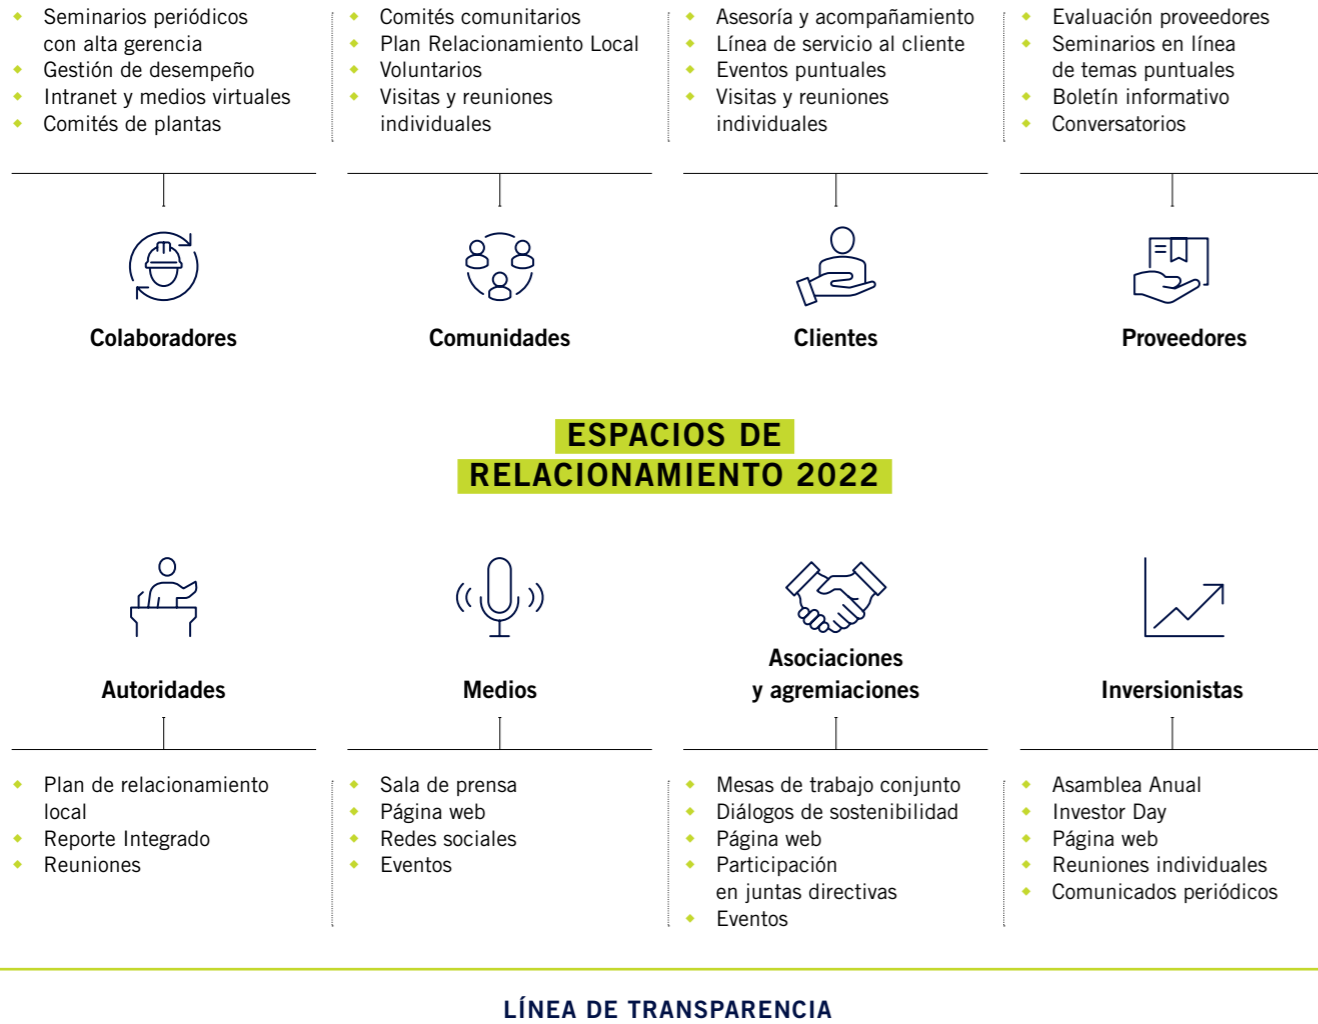 Seminarios periódicos
con alta gerencia
Gestión de desempeño
Intranet y medios virtuales
Comités de plantas
Comités comunitarios
Plan Relacionamiento Local
Voluntarios
Visitas y reuniones
individuales
Asesoría y acompañamiento
Línea de servicio al cliente
Eventos puntuales
Visitas y reuniones
individuales
Evaluación proveedores
Seminarios en línea
de temas puntuales
Boletín informativo
Conversatorios
Colaboradores
Comunidades
Clientes
Proveedores
ESPACIOS DE
RELACIONAMIENTO 2022
Autoridades
Medios
Asociaciones
y agremiaciones
Inversionistas
Plan de relacionamiento
local
Reporte Integrado
Reuniones
Sala de prensa
Página web
Redes sociales
Eventos
Mesas de trabajo conjunto
Diálogos de sostenibilidad
Página web
Participación
en juntas directivas
Eventos
Asamblea Anual
Investor Day
Página web
Reuniones individuales
Comunicados periódicos
LÍNEA DE TRANSPARENCIA